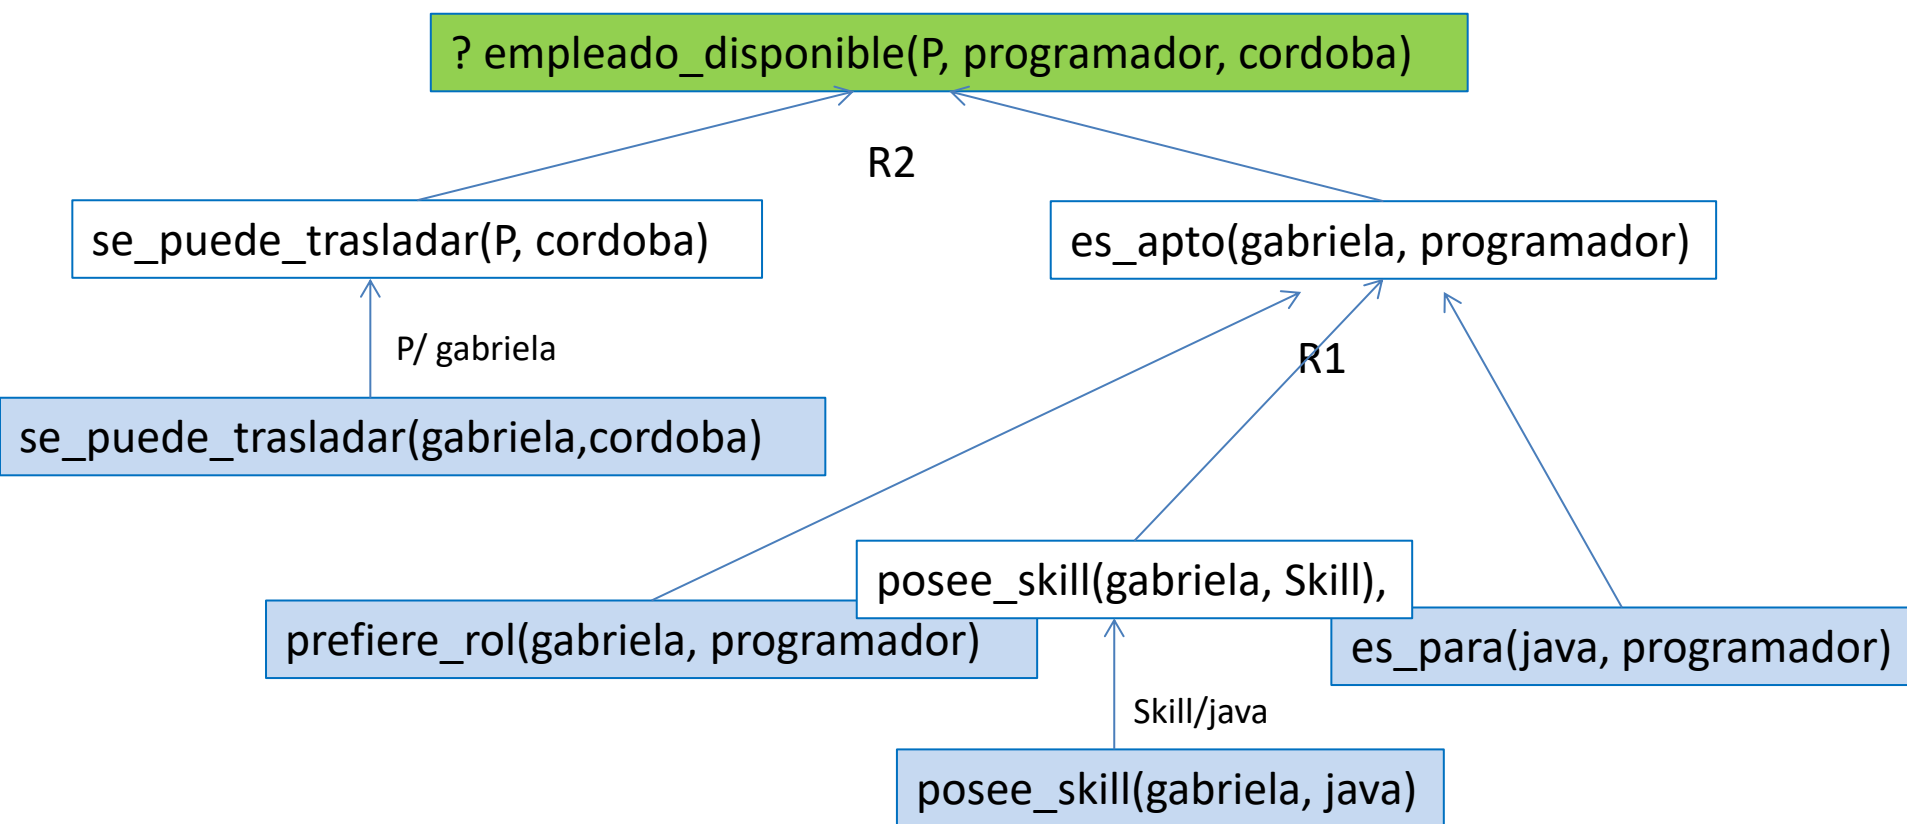 ? empleado_disponible(P, programador, cordoba)
R2
se_puede_trasladar(P, cordoba)
es_apto(gabriela, programador)
P/ gabriela
R1
se_puede_trasladar(gabriela,cordoba)
posee_skill(gabriela, Skill),
prefiere_rol(gabriela, programador)
es_para(java, programador)
Skill/java
posee_skill(gabriela, java)